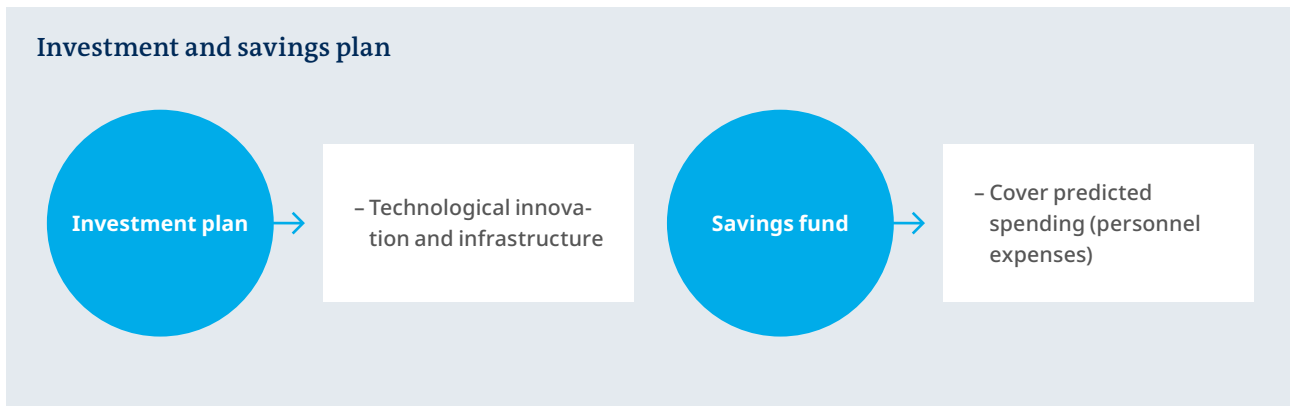 Investment and savings plan
Investment plan
– Technological innova-
tion and infrastructure
Savings fund
– Cover predicted
spending (personnel
expenses)